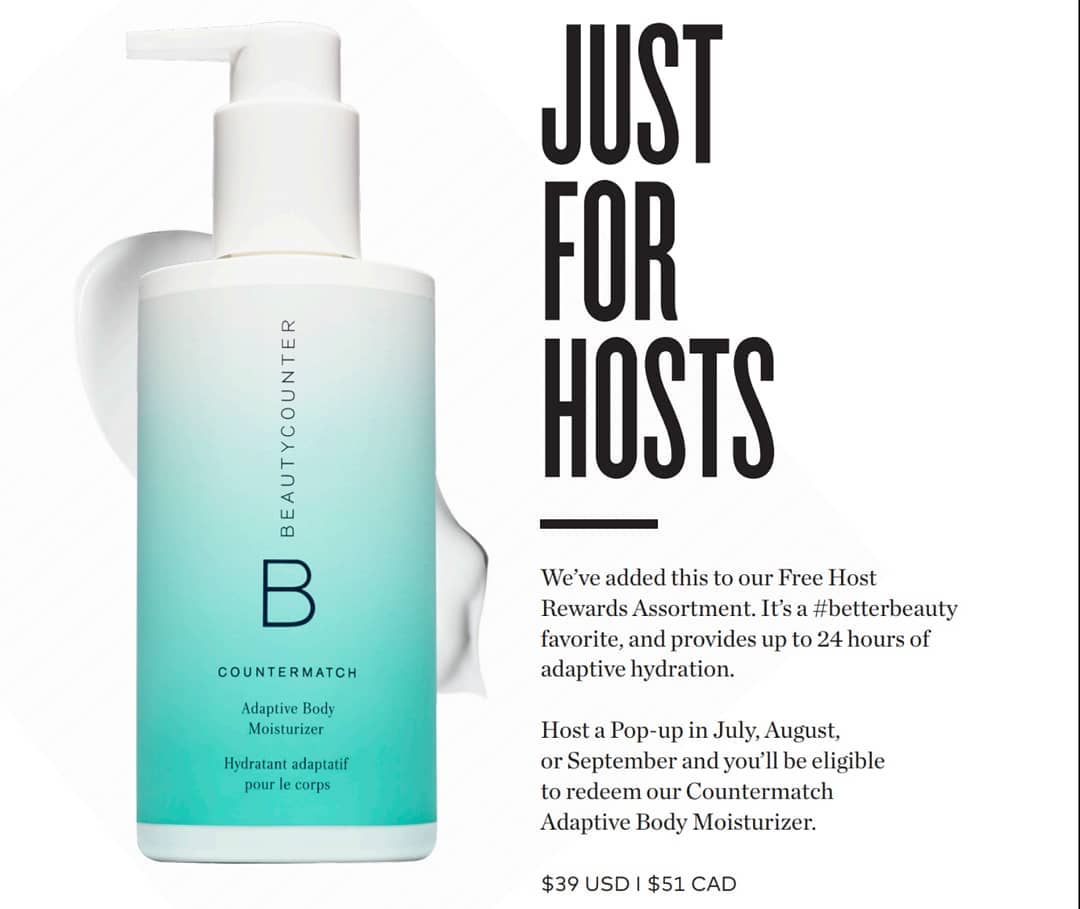 BEAUTYCOUNTER
B
COUNTERMATCH
Adaptive Body
Moisturizer
Hydratant adaptatif
pour le corps
JUST
FOR
HOSTS
We’ve added this to our Free Host
Rewards Assortment. It’s a #betterbeauty
favorite, and provides up to 24 hours of
adaptive hydration.
Host a Pop-up in July, August,
or September and you’ll be eligible
to redeem our Countermatch
Adaptive Body Moisturizer.
$39 USD | $51 CAD